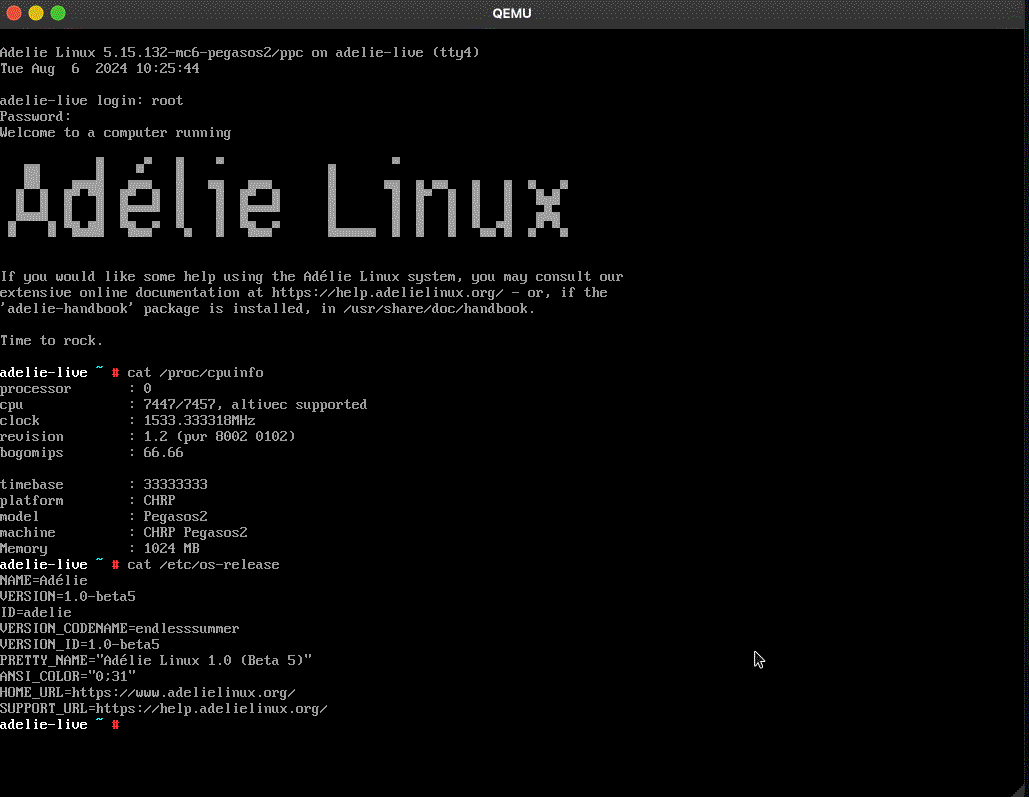 QEMU
Adelie Linux 5.15.132-mc6-pegasos2/ppc on adelie-live (tty4)
Tue Aug  6  2024 10:25:44
adelie-live login: root
Password:
Welcome to a computer running
Adélie Linux
If you would like some help using the Adélie Linux system, you may consult our
extensive online documentation at https://help.adelielinux.org/ - or, if the
'adelie-handbook' package is installed, in /usr/share/doc/handbook.
Time to rock.
adelie-live ~ # cat /proc/cpuinfo
processor       : 0
cpu             : 7447/7457, altivec supported
clock           : 1533.333318MHz
revision        : 1.2 (pvr 8002 0102)
bogomips        : 66.66
timebase        : 33333333
platform        : CHRP
model           : Pegasos2
machine         : CHRP Pegasos2
Memory          : 1024 MB
adelie-live ~ # cat /etc/os-release
NAME=Adélie
VERSION=1.0-beta5
ID=adelie
VERSION_CODENAME=endlesssummer
VERSION_ID=1.0-beta5
PRETTY_NAME="Adélie Linux 1.0 (Beta 5)"
ANSI_COLOR="0;31"
HOME_URL=https://www.adelielinux.org/
SUPPORT_URL=https://help.adelielinux.org/
adelie-live ~ #